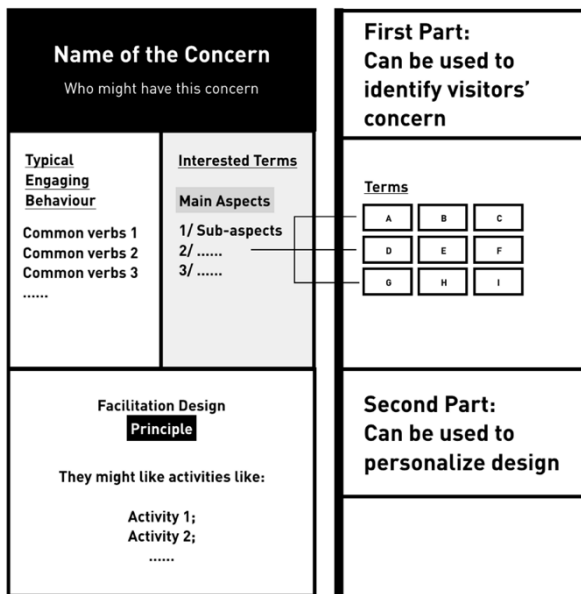 Name of the Concern
Who might have this concern
Typical
Engaging
Behaviour
Common verbs 1
Common verbs 2
Common verbs 3
......
Interested Terms
Main Aspects
1/ Sub-aspects
2/ ......
3/ ......
Facilitation Design
Principle
They might like activities like:
Activity 1;
Activity 2;
......
First Part:
Can be used to
identify visitors’
concern
Terms
A B C
D E F
G H I
Second Part:
Can be used to
personalize design